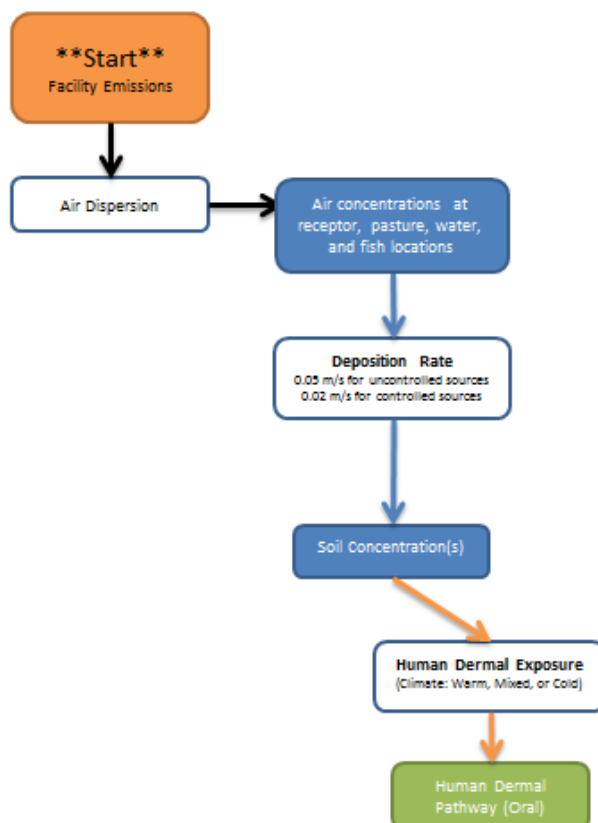 **Start**
Facility Emissions
Air Dispersion
Air concentrations at
receptor, pasture, water,
and fish locations
Deposition Rate
0.05 m/s for uncontrolled sources
0.02 m/s for controlled sources
Soil Concentration(s)
Human Dermal Exposure
(Climate: Warm, Mixed, or Cold)
Human Dermal
Pathway (Oral)